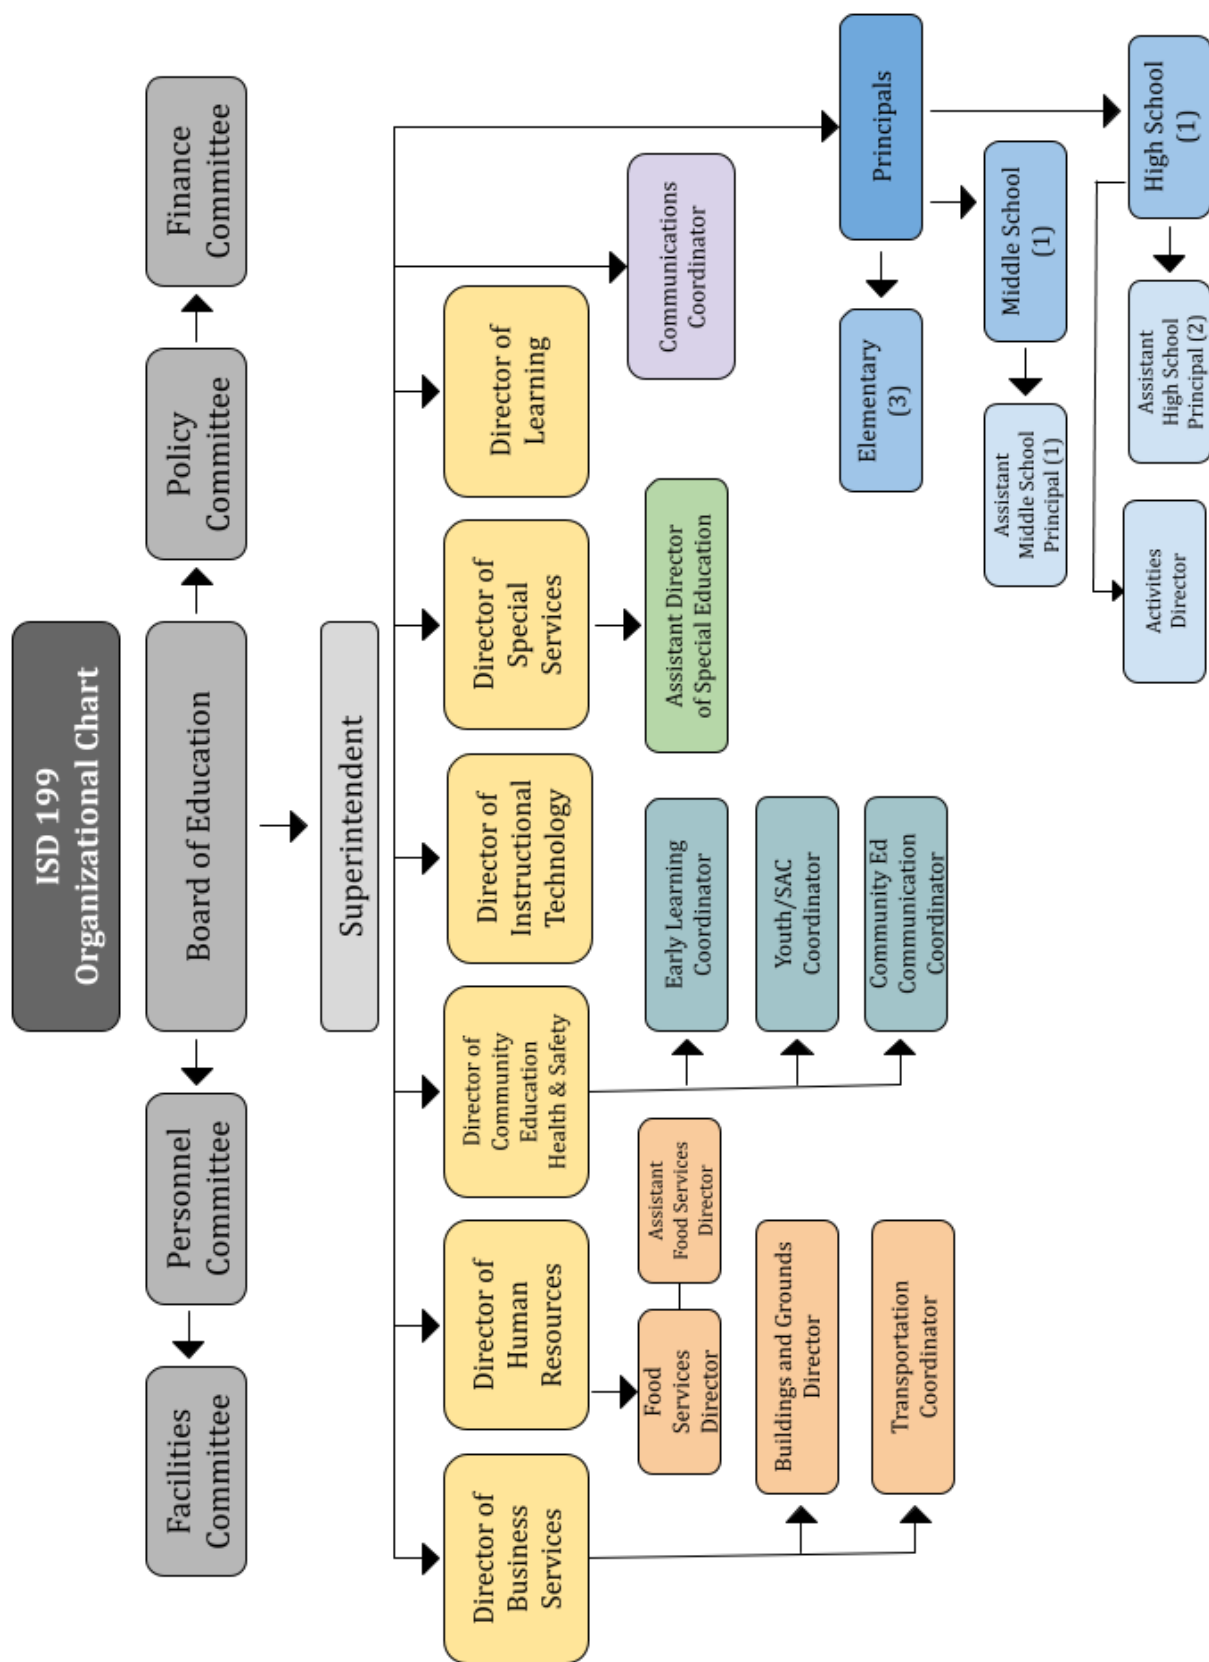 ISD 199
Organizational Chart
Facilities
Committee
Personnel
Committee
Board of Education
Policy
Committee
Finance
Committee
Superintendent
Director of
Business
Services
Director of
Human
Resources
Director of
Community
Education
Health & Safety
Director of
Instructional
Technology
Director of
Special
Services
Director of
Learning
Communications
Coordinator
Food
Services
Director
Assistant
Food Services
Director
Buildings and Grounds
Director
Transportation
Coordinator
Early Learning
Coordinator
Youth/SAC
Coordinator
Community Ed
Communication
Coordinator
Assistant Director
of Special Education
Principals
Elementary
(3)
Middle School
(1)
Assistant
Middle School
Principal (1)
High School
(1)
Assistant
High School
Principal (2)
Activities
Director